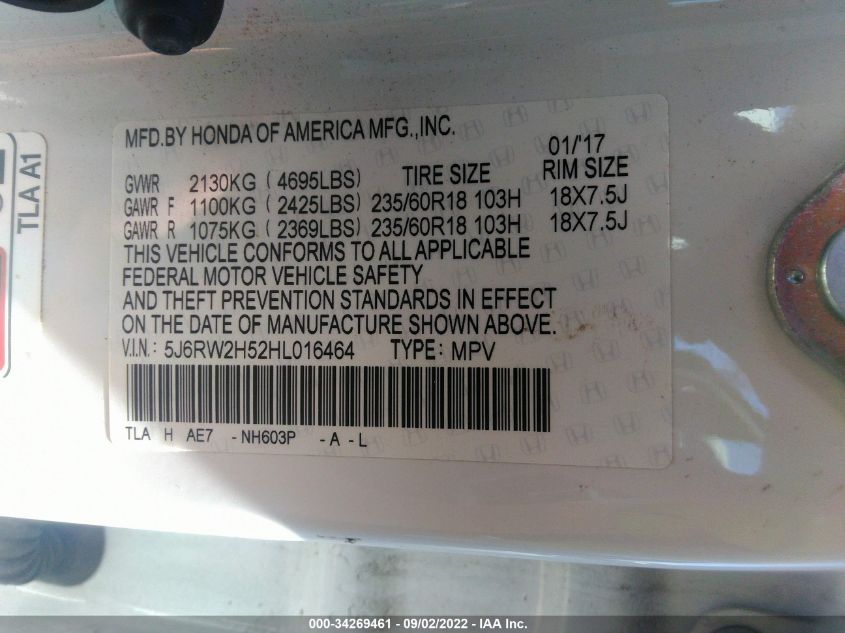 TLA A1
MFD.BY HONDA OF AMERICA MFG.,INC.
01/'17
GVWR 2130KG ( 4695LBS) TIRE SIZE RIM SIZE
GAWR F 1100KG ( 2425LBS) 235/60R18 103H 18X7.5J
GAWR R 1075KG ( 2369LBS) 235/60R18 103H 18X7.5J
THIS VEHICLE CONFORMS TO ALL APPLICABLE
FEDERAL MOTOR VEHICLE SAFETY
AND THEFT PREVENTION STANDARDS IN EFFECT
ON THE DATE OF MANUFACTURE SHOWN ABOVE.
V.I.N.: 5J6RW2H52HL016464 TYPE: MPV
TLA H AE7 -NH603P -A -L
000-34269461 - 09/02/2022 - IAA Inc.